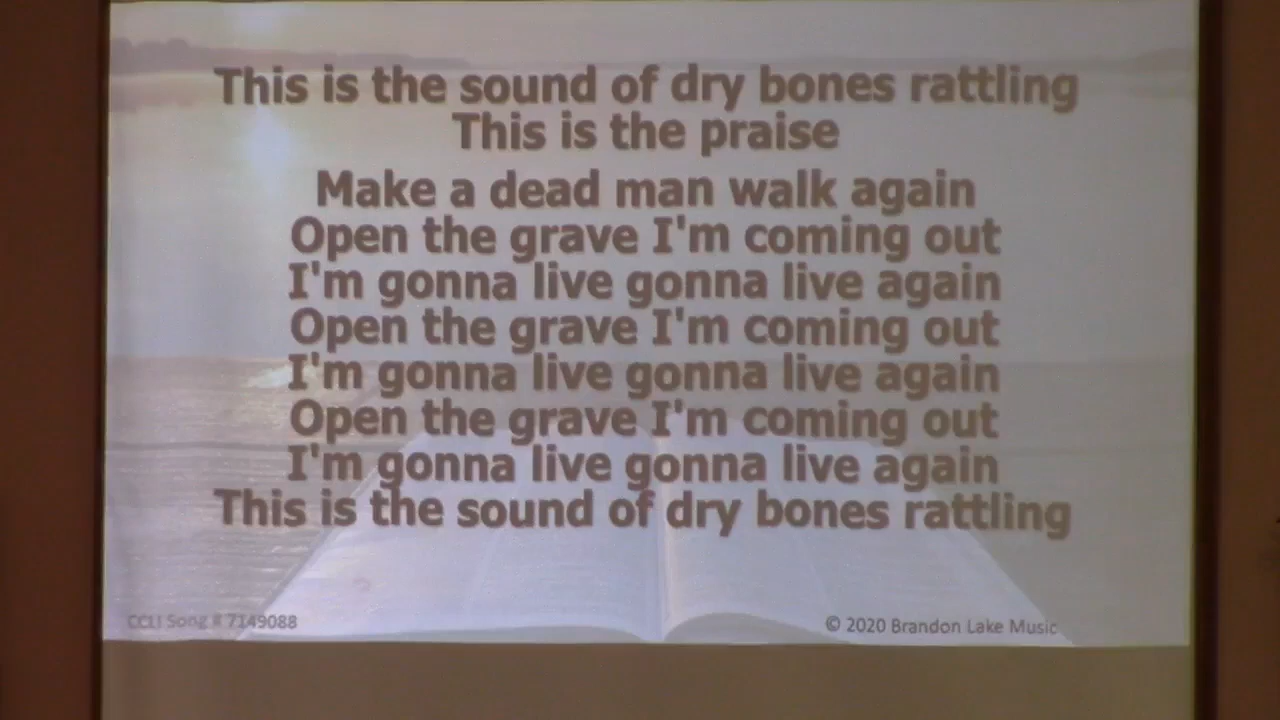 This is the sound of dry bones rattling
This is the praise
Make a dead man walk again
Open the grave I'm coming out
I'm gonna live gonna live again
Open the grave I'm coming out
I'm gonna live gonna live again
Open the grave I'm coming out
I'm gonna live gonna live again
This is the sound of dry bones rattling
CCLI Song # 7149088
© 2020 Brandon Lake Music